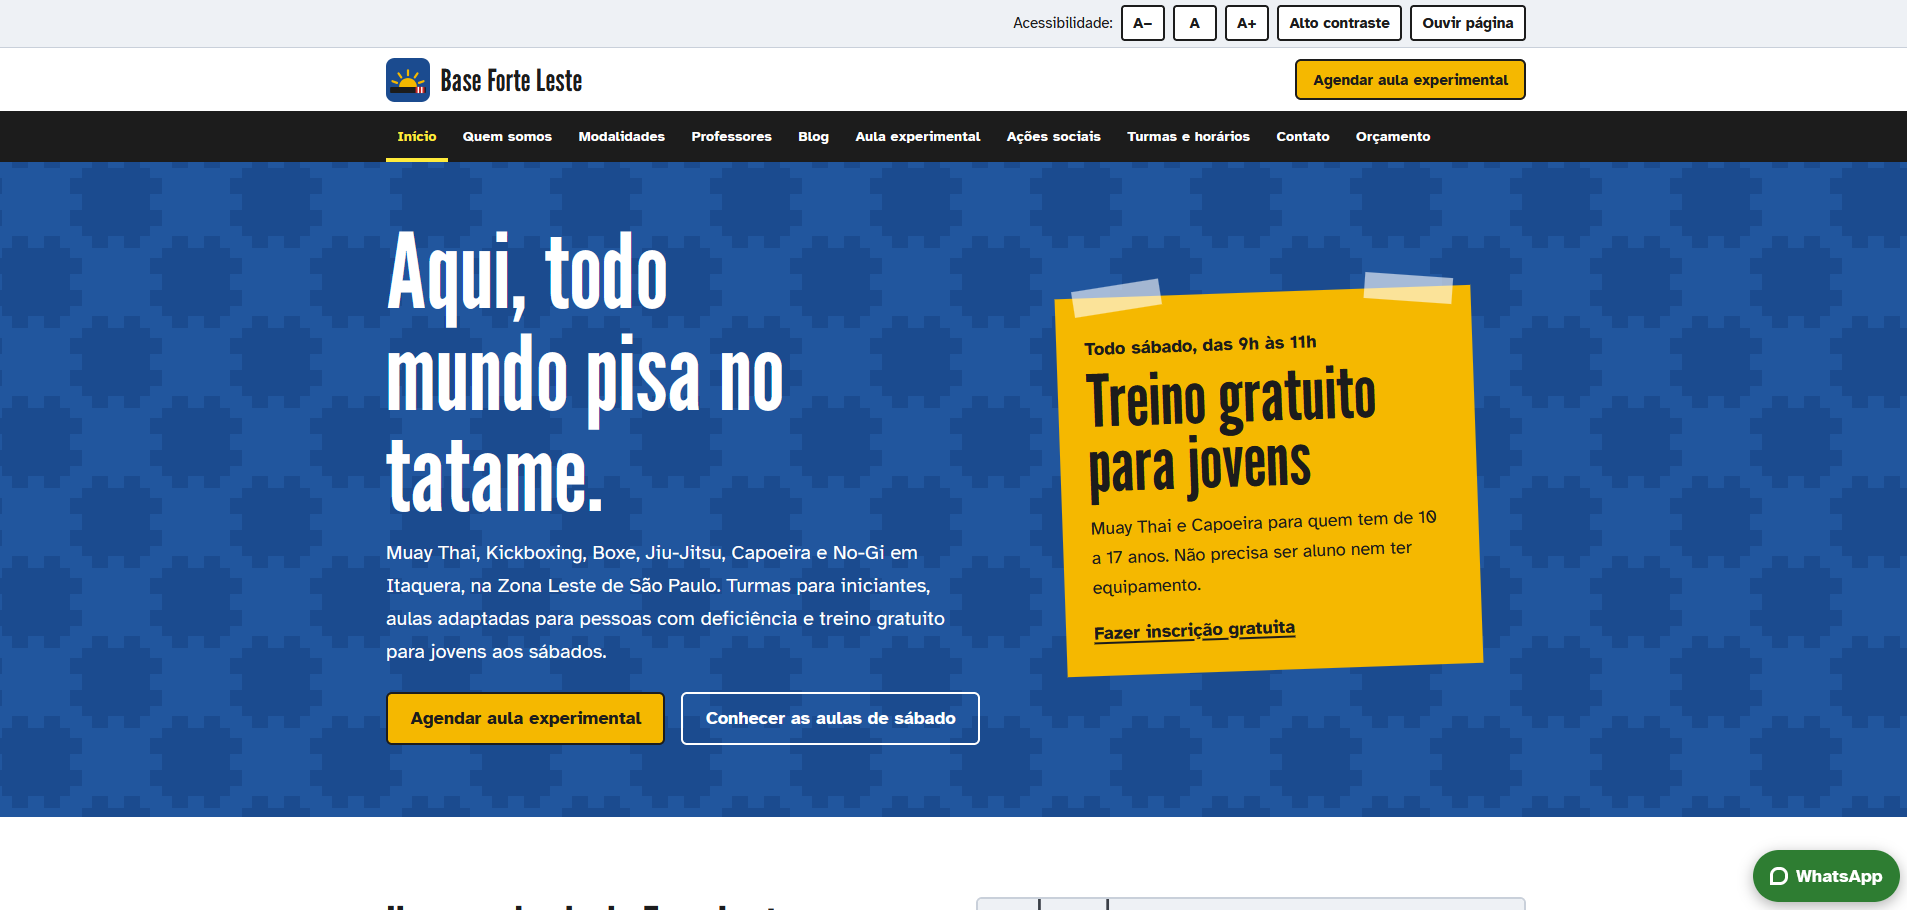 Acessibilidade: A− A A+ Alto contraste Ouvir página
Base Forte Leste
Agendar aula experimental
Início Quem somos Modalidades Professores Blog Aula experimental Ações sociais Turmas e horários Contato Orçamento
Aqui, todo
mundo pisa no
tatame.
Muay Thai, Kickboxing, Boxe, Jiu-Jitsu, Capoeira e No-Gi em
Itaquera, na Zona Leste de São Paulo. Turmas para iniciantes,
aulas adaptadas para pessoas com deficiência e treino gratuito
para jovens aos sábados.
Agendar aula experimental
Conhecer as aulas de sábado
Todo sábado, das 9h às 11h
Treino gratuito
para jovens
Muay Thai e Capoeira para quem tem de 10
a 17 anos. Não precisa ser aluno nem ter
equipamento.
Fazer inscrição gratuita
WhatsApp